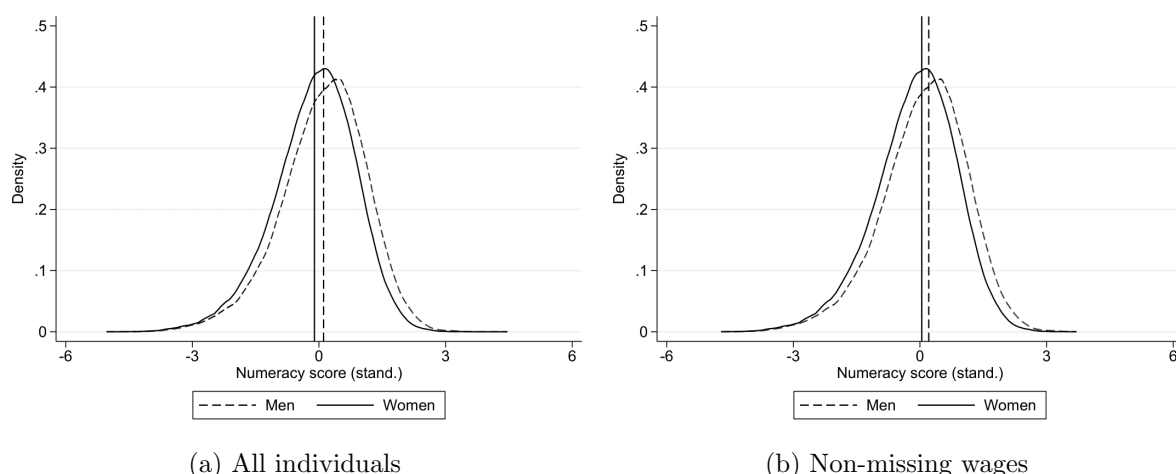 .5
.4
.3
.2
.1
0
Density
-6
-3
0
3
6
Numeracy score (stand.)
Men
Women
(a) All individuals
.5
.4
.3
.2
.1
0
Density
-6
-3
0
3
6
Numeracy score (stand.)
Men
Women
(b) Non-missing wages